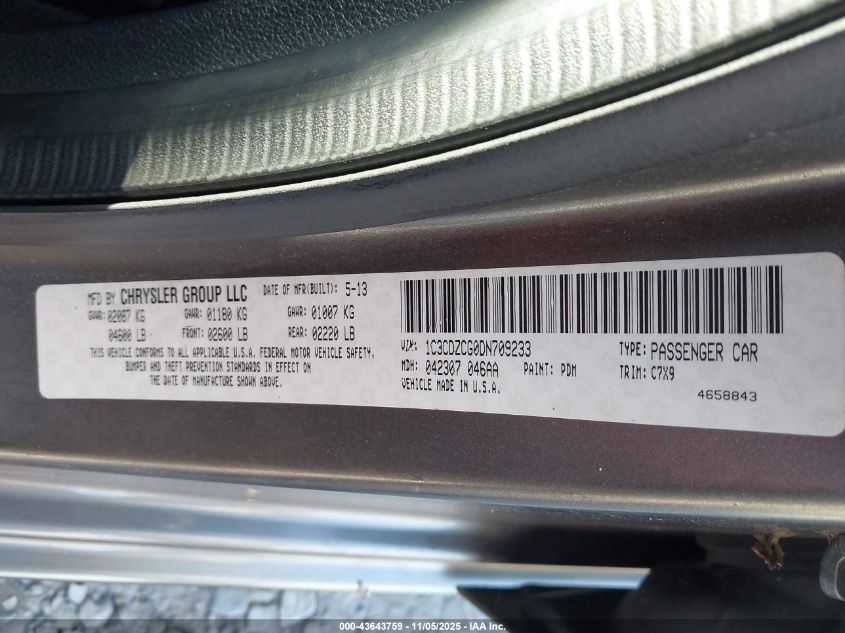 MFD BY CHRYSLER GROUP LLC DATE OF MFR(BUILT): 5-13
GVWR: 02087 KG GAWR: 01180 KG GAWR: 01007 KG
04600 LB FRONT: 02600 LB REAR: 02220 LB
THIS VEHICLE CONFORMS TO ALL APPLICABLE U.S.A. FEDERAL MOTOR VEHICLE SAFETY,
BUMPER AND THEFT PREVENTION STANDARDS IN EFFECT ON
THE DATE OF MANUFACTURE SHOWN ABOVE.
VIN: 1C3CDZCG0DN709233 TYPE: PASSENGER CAR
MDH: 042307 046AA PAINT: PDM TRIM: C7X9
VEHICLE MADE IN U.S.A.
4658843
000-43643759 - 11/05/2025 - IAA Inc.